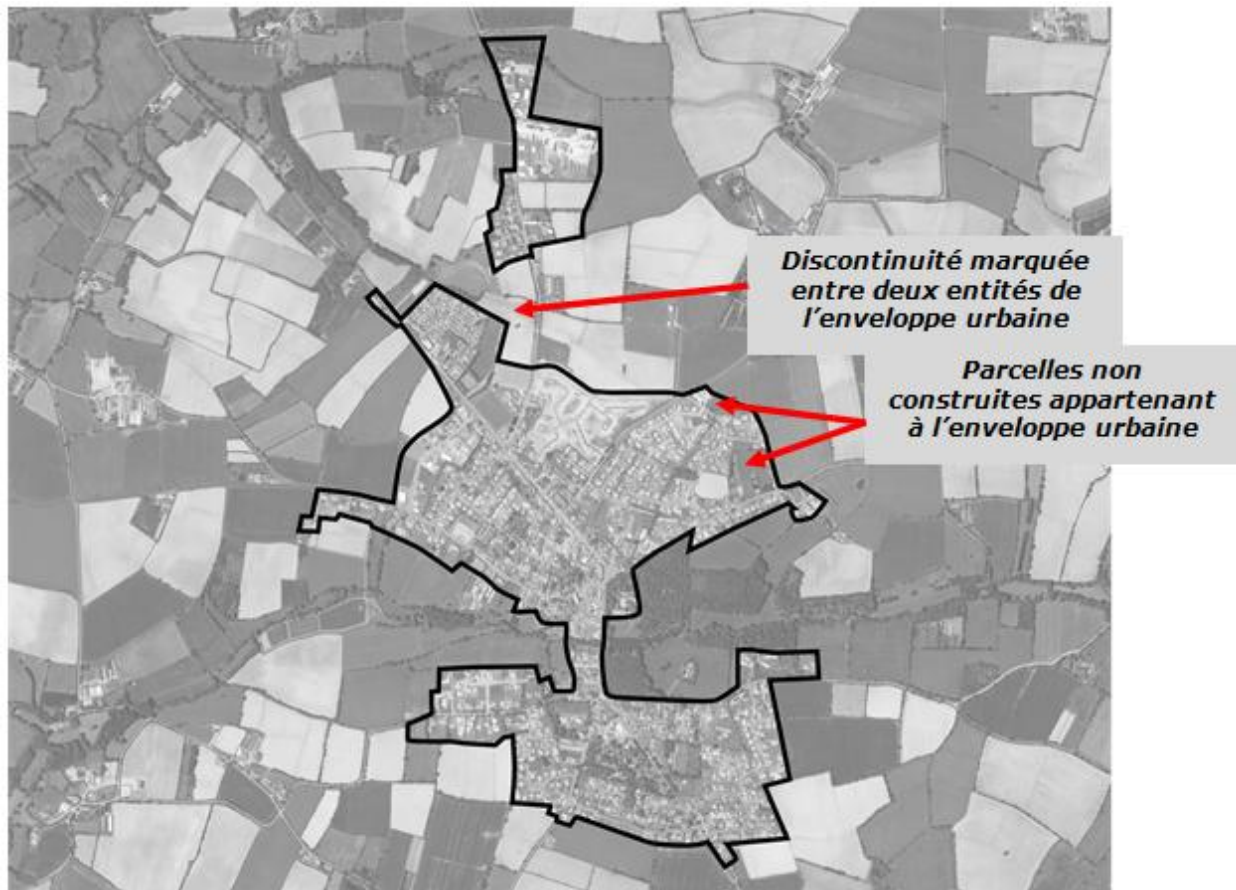 Discontinuité marquée
entre deux entités de
l’enveloppe urbaine
Parcelles non
construites appartenant
à l’enveloppe urbaine